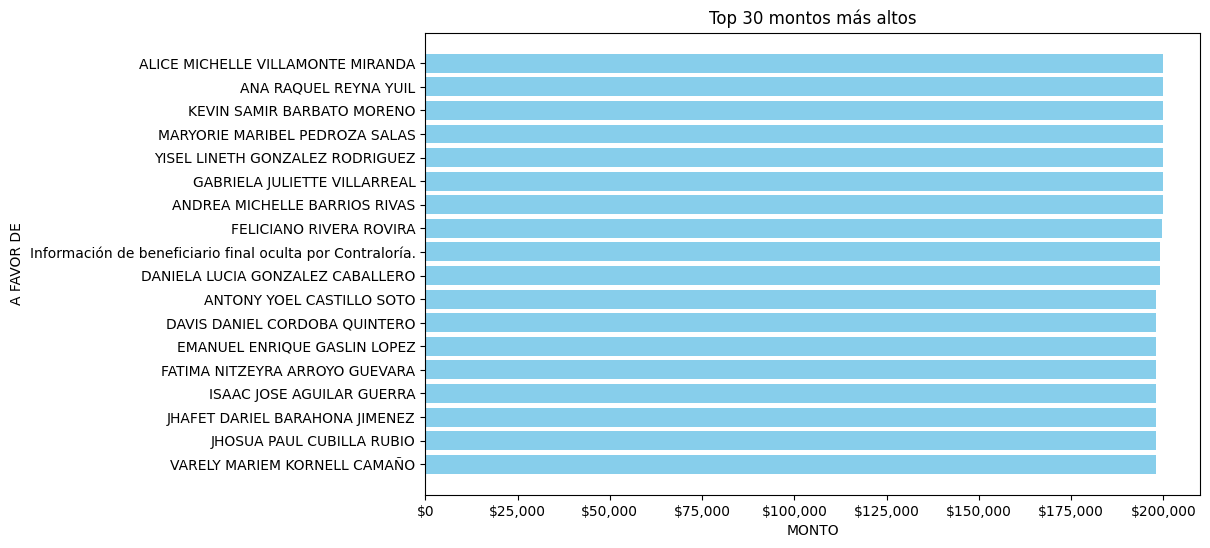 Top 30 montos más altos
A FAVOR DE
ALICE MICHELLE VILLAMONTE MIRANDA
ANA RAQUEL REYNA YUIL
KEVIN SAMIR BARBATO MORENO
MARYORIE MARIBEL PEDROZA SALAS
YISEL LINETH GONZALEZ RODRIGUEZ
GABRIELA JULIETTE VILLARREAL
ANDREA MICHELLE BARRIOS RIVAS
FELICIANO RIVERA ROVIRA
Información de beneficiario final oculta por Contraloría.
DANIELA LUCIA GONZALEZ CABALLERO
ANTONY YOEL CASTILLO SOTO
DAVIS DANIEL CORDOBA QUINTERO
EMANUEL ENRIQUE GASLIN LOPEZ
FATIMA NITZEYRA ARROYO GUEVARA
ISAAC JOSE AGUILAR GUERRA
JHAFET DARIEL BARAHONA JIMENEZ
JHOSUA PAUL CUBILLA RUBIO
VARELY MARIEM KORNELL CAMAÑO
$0 $25,000 $50,000 $75,000 $100,000 $125,000 $150,000 $175,000 $200,000
MONTO